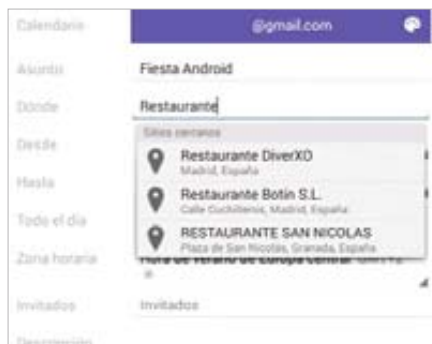 Calendario @gmail.com
Asunto Fiesta Android
Dónde Restaurante
Sitios cercanos
Desde
Restaurante DiverXO
Madrid, España
Hasta
Restaurante Botín S.L.
Calle Cuchilleros, Madrid, España
Todo el día
RESTAURANTE SAN NICOLAS
Plaza de San Nicolás, Granada, España
Zona horaria Hora de verano de Europa Central
Invitados Invitados
Descripción